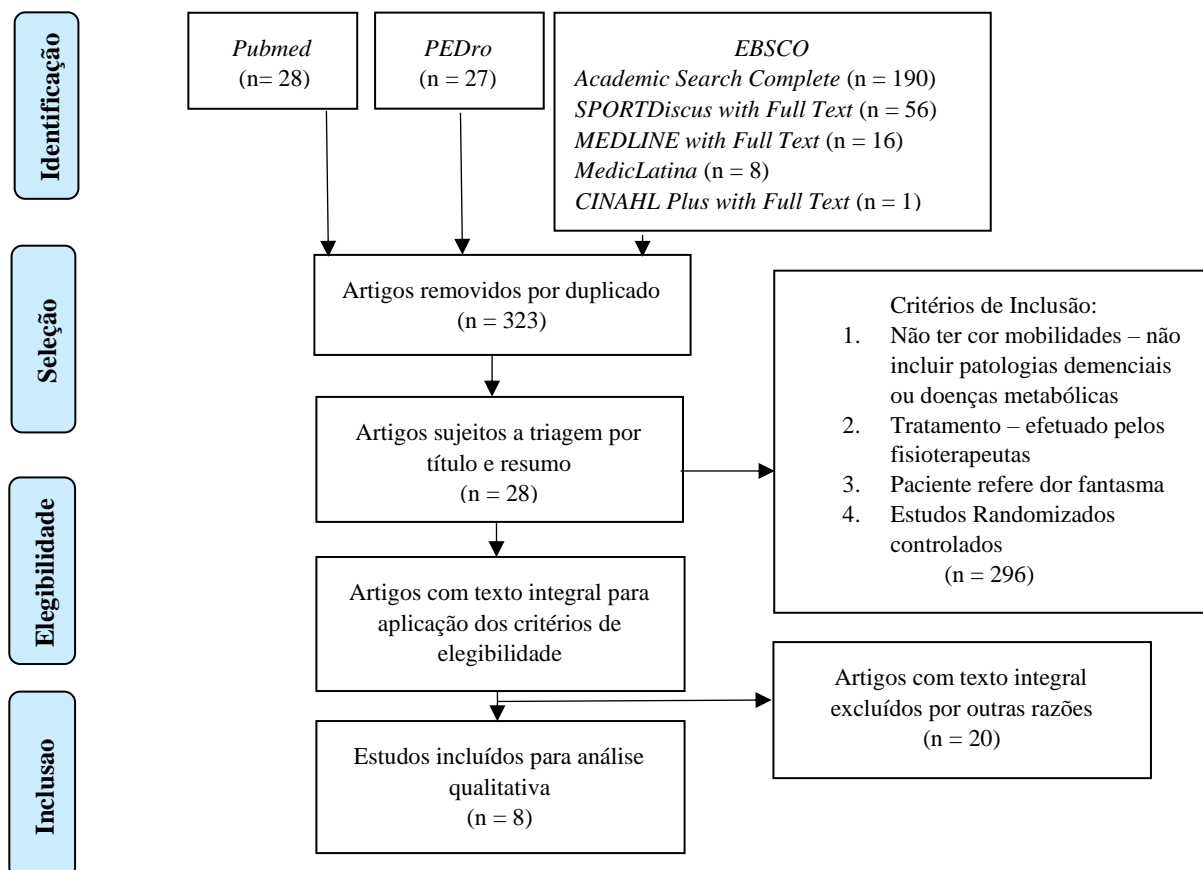 Identificação
Pubmed
(n= 28)
PEDro
(n = 27)
EBSCO
Academic Search Complete (n = 190)
SPORTDiscus with Full Text (n = 56)
MEDLINE with Full Text (n = 16)
MedicLatina (n = 8)
CINAHL Plus with Full Text (n = 1)
Seleção
Artigos removidos por duplicado
(n = 323)
Artigos sujeitos a triagem por
título e resumo
(n = 28)
Critérios de Inclusão:
1. Não ter cor mobilidades – não
incluir patologias demenciais
ou doenças metabólicas
2. Tratamento – efetuado pelos
fisioterapeutas
3. Paciente refere dor fantasma
4. Estudos Randomizados
controlados
(n = 296)
Elegibilidade
Artigos com texto integral para
aplicação dos critérios de
elegibilidade
Artigos com texto integral
excluídos por outras razões
(n = 20)
Inclusao
Estudos incluídos para análise
qualitativa
(n = 8)